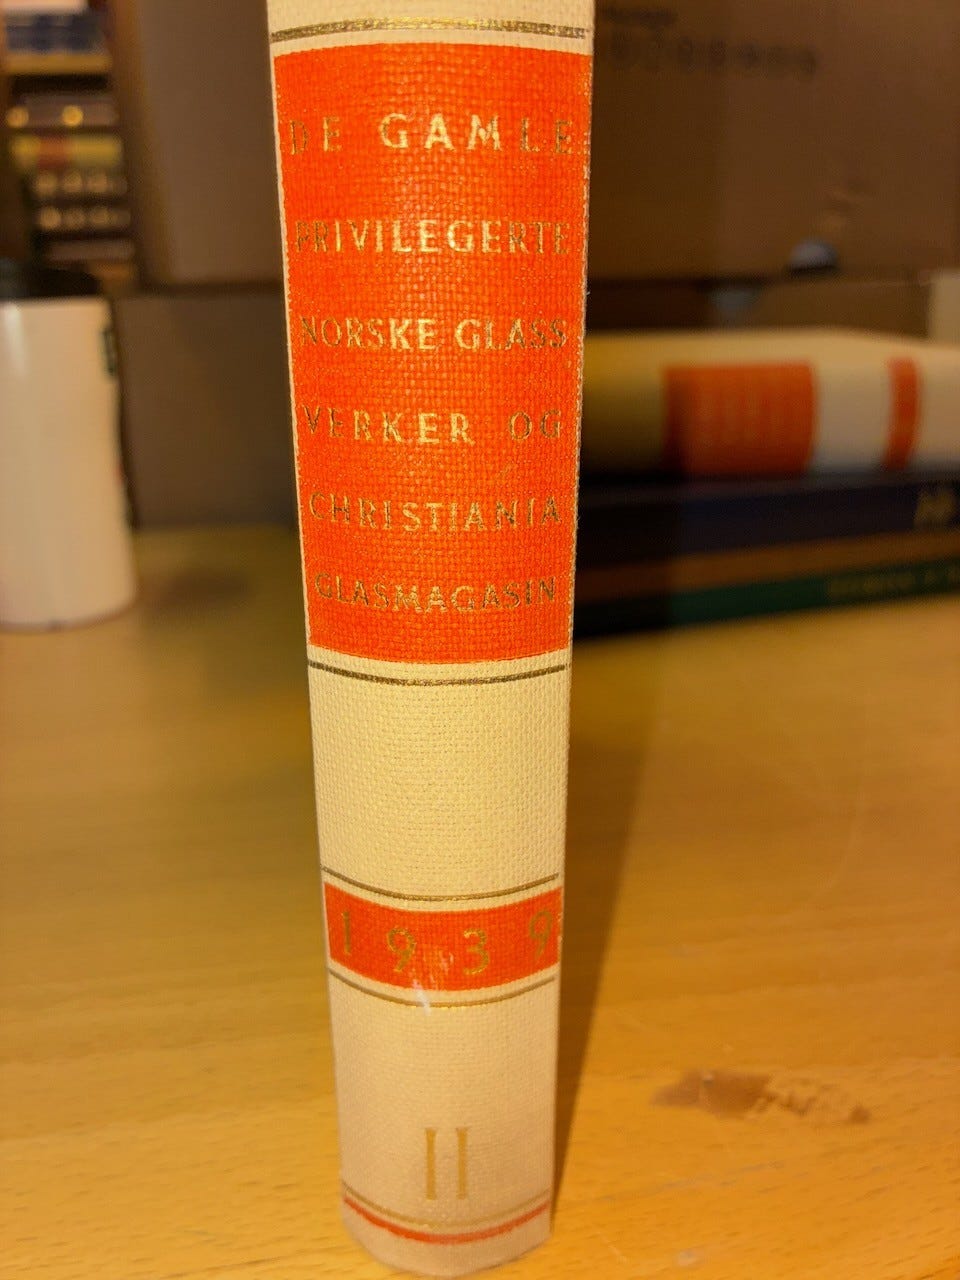 DE GAMLE
PRIVILEGERTE
NORSKE GLASS
VERKER OG
CHRISTIANIA
GLASMAGASIN
1939
II